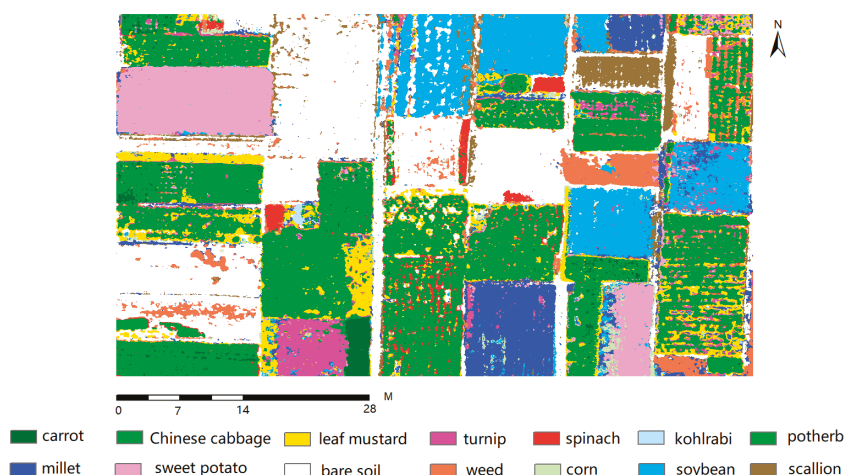 N
M
0 7 14 28
carrot Chinese cabbage leaf mustard turnip spinach kohlrabi potherb
millet sweet potato bare soil weed corn soybean scallion